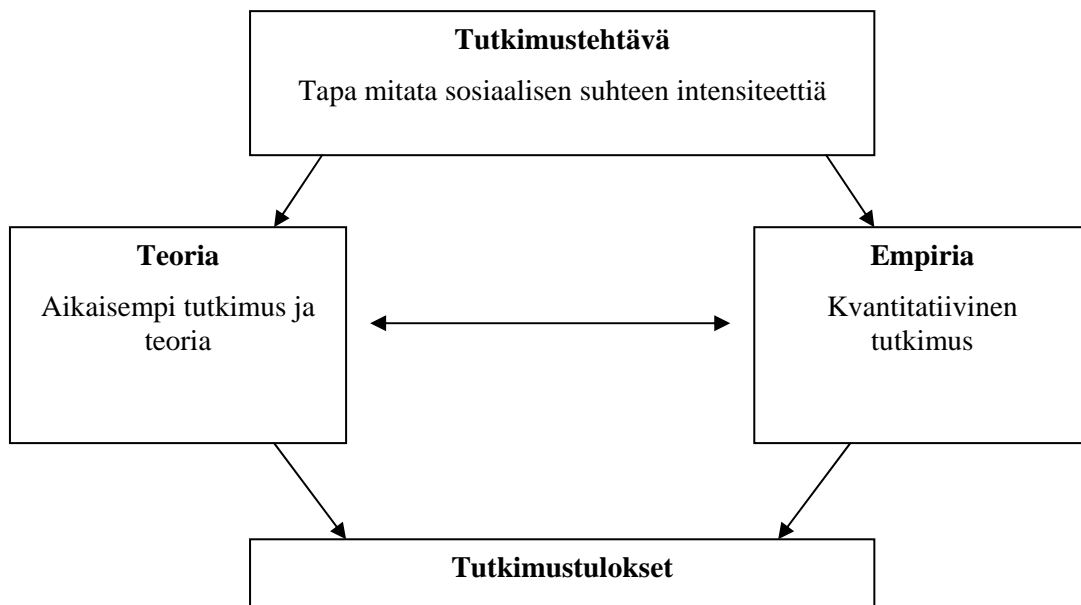 Tutkimustehtävä
Tapa mitata sosiaalisen suhteen intensiteettiä
Teoria
Aikaisempi tutkimus ja
teoria
Empiria
Kvantitatiivinen
tutkimus
Tutkimustulokset